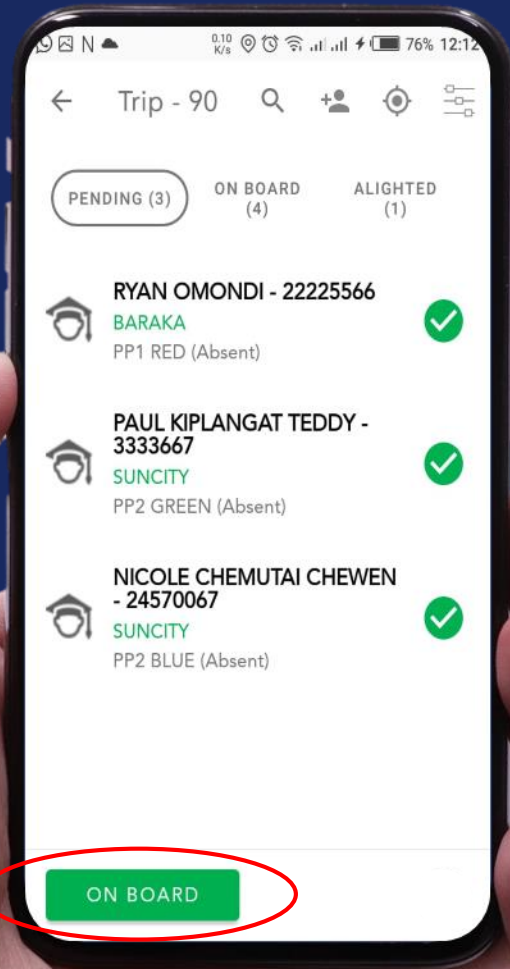 N 0.10 K/s 76% 12:12
Trip - 90
PENDING (3) ON BOARD (4) ALIGHTED (1)
RYAN OMONDI - 22225566
BARAKA
PP1 RED (Absent)
PAUL KIPLANGAT TEDDY -
3333667
SUNCITY
PP2 GREEN (Absent)
NICOLE CHEMUTAI CHEWEN
- 24570067
SUNCITY
PP2 BLUE (Absent)
ON BOARD